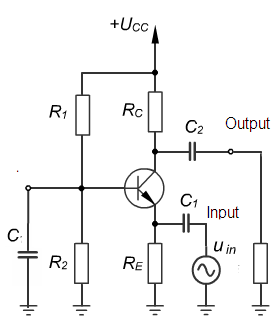 +UCC
R1
RC
C2
Output
C1
Input
uin
C
R2
RE